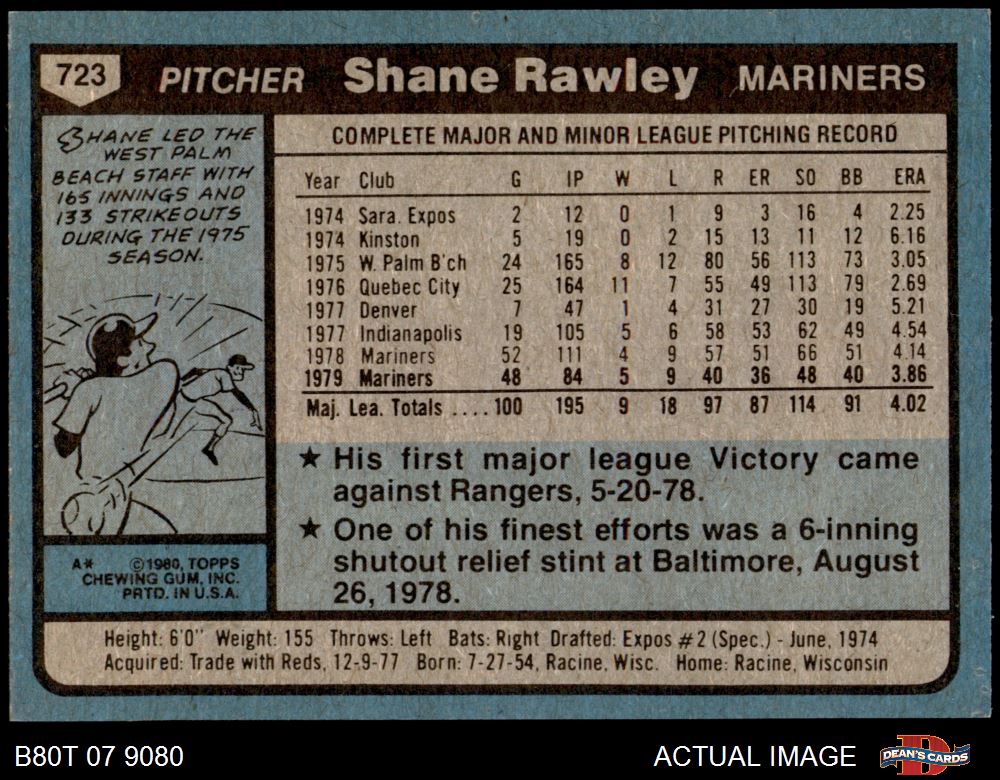 723 PITCHER Shane Rawley MARINERS
SHANE LED THE
WEST PALM
BEACH STAFF WITH
165 INNINGS AND
133 STRIKEOUTS
DURING THE 1975
SEASON.
COMPLETE MAJOR AND MINOR LEAGUE PITCHING RECORD
Year Club G IP W L R ER SO BB ERA
1974 Sara. Expos 2 12 0 1 9 3 16 4 2.25
1974 Kinston 5 19 0 2 15 13 11 12 6.16
1975 W. Palm B'ch 24 165 8 12 80 56 113 73 3.05
1976 Quebec City 25 164 11 7 55 49 113 79 2.69
1977 Denver 7 47 1 4 31 27 30 19 5.21
1977 Indianapolis 19 105 5 6 58 53 62 49 4.54
1978 Mariners 52 111 4 9 57 51 66 51 4.14
1979 Mariners 48 84 5 9 40 36 48 40 3.86
Maj. Lea. Totals .... 100 195 9 18 97 87 114 91 4.02
★ His first major league Victory came
against Rangers, 5-20-78.
★ One of his finest efforts was a 6-inning
shutout relief stint at Baltimore, August
26, 1978.
A* ©1980, TOPPS
CHEWING GUM, INC.
PRTD. IN U.S.A.
Height: 6'0" Weight: 155 Throws: Left Bats: Right Drafted: Expos #2 (Spec.) - June, 1974
Acquired: Trade with Reds, 12-9-77 Born: 7-27-54, Racine, Wisc. Home: Racine, Wisconsin
B80T 07 9080 ACTUAL IMAGE
D
DEAN'S CARDS